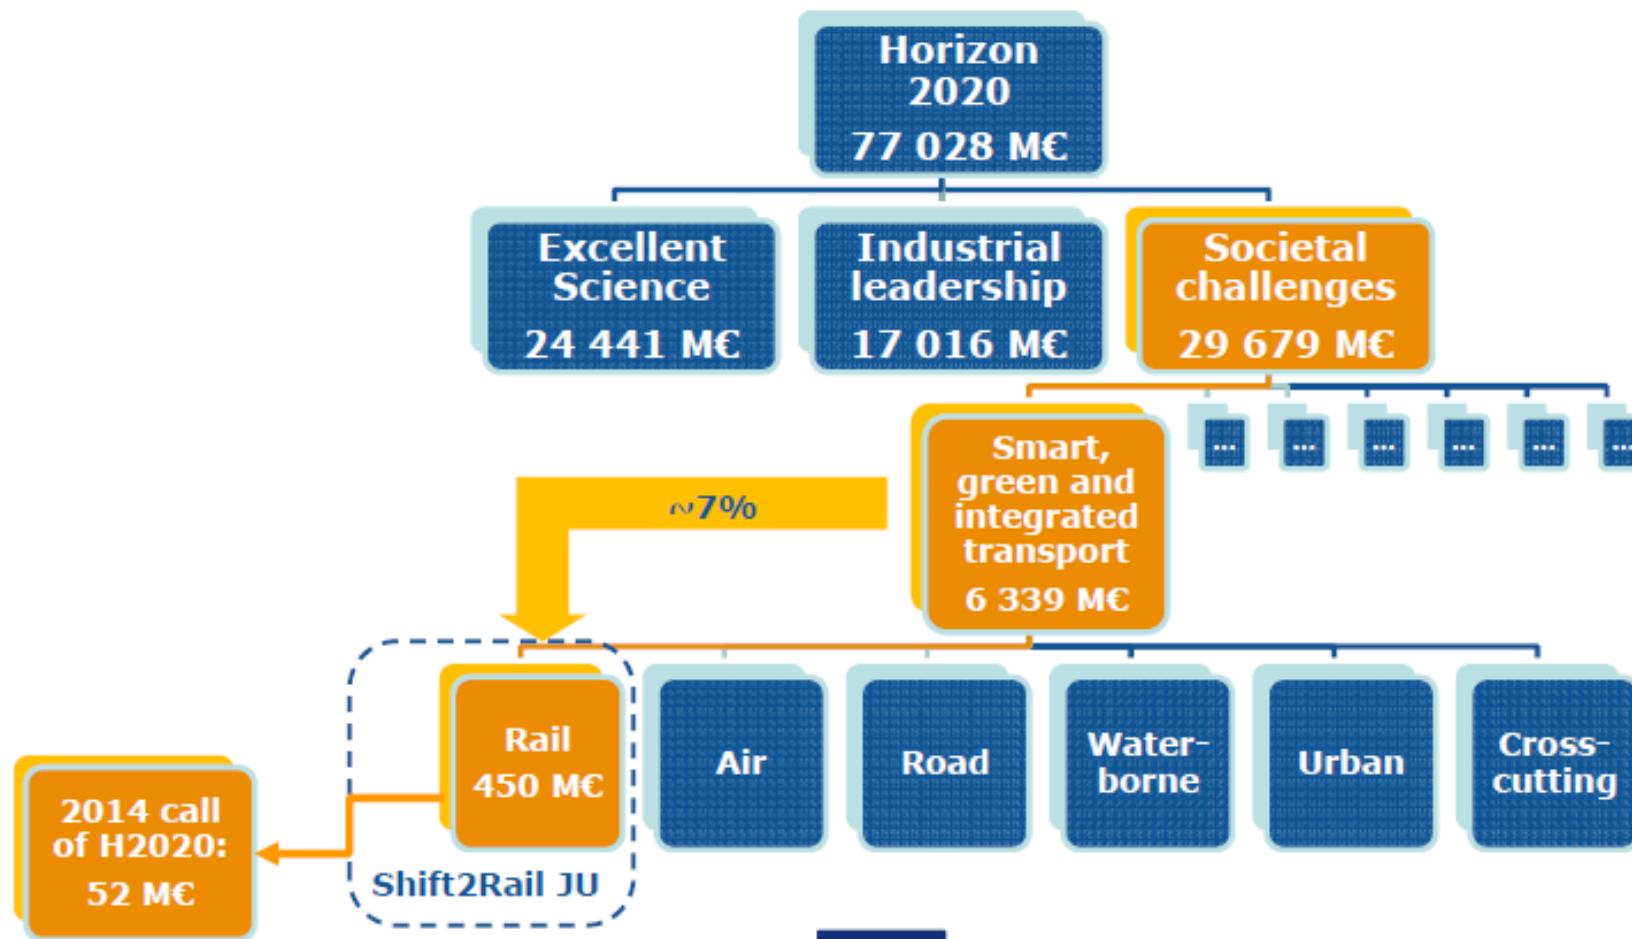 Horizon
2020
77 028 M€
Excellent
Science
24 441 M€
Industrial
leadership
17 016 M€
Societal
challenges
29 679 M€
Smart,
green and
integrated
transport
6 339 M€
...
...
...
...
...
...
~7%
Rail
450 M€
Air
Road
Water-
borne
Urban
Cross-
cutting
2014 call
of H2020:
52 M€
Shift2Rail JU